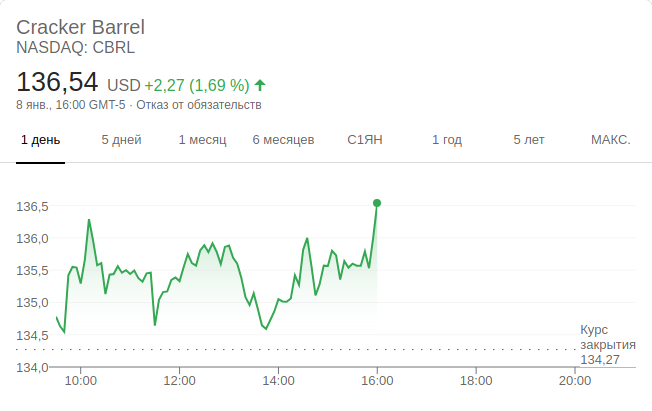 Cracker Barrel
NASDAQ: CBRL
136,54 USD +2,27 (1,69 %)
8 янв., 16:00 GMT-5 · Отказ от обязательств
1 день 5 дней 1 месяц 6 месяцев С1ЯН 1 год 5 лет МАКС.
136,5
136,0
135,5
135,0
134,5
134,0
Курс
закрытия
134,27
10:00 12:00 14:00 16:00 18:00 20:00